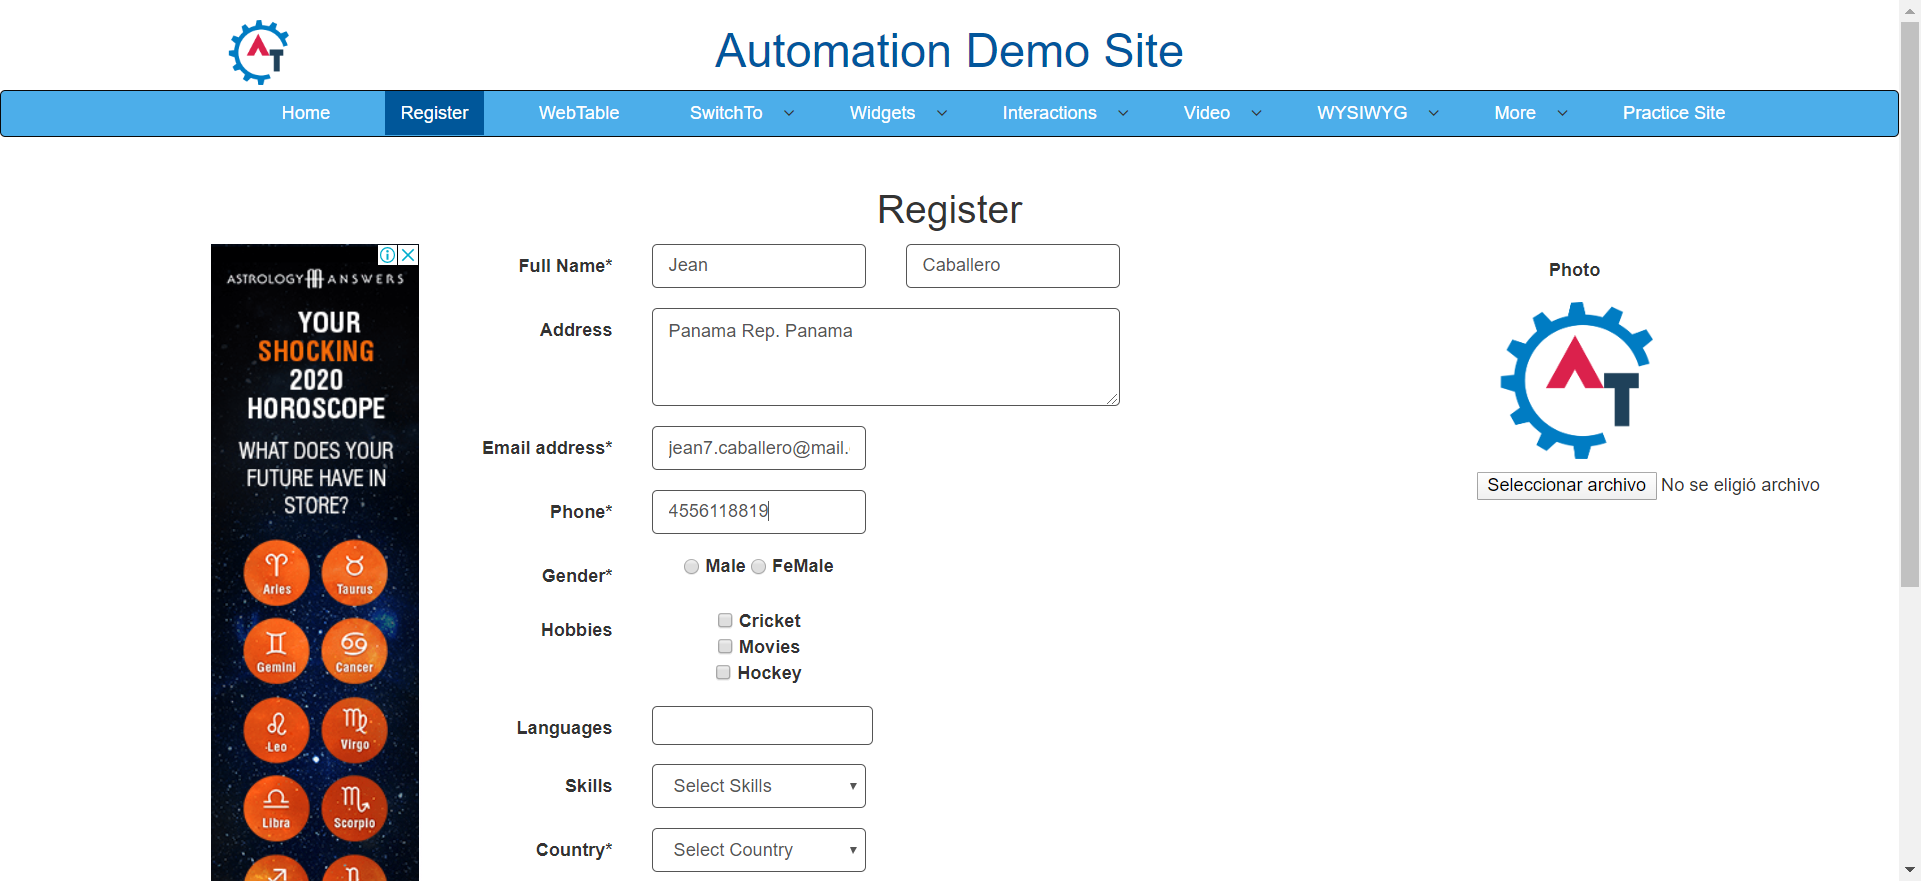 Automation Demo Site
Home Register WebTable SwitchTo Widgets Interactions Video WYSIWYG More Practice Site
Register
ASTROLOGY ANSWERS
YOUR
SHOCKING
2020
HOROSCOPE
WHAT DOES YOUR
FUTURE HAVE IN
STORE?
Aries Taurus
Gemini Cancer
Leo Virgo
Libra Scorpio
Full Name* Jean Caballero
Address Panama Rep. Panama
Email address* jean7.caballero@mail.
Phone* 4556118819
Gender* Male FeMale
Hobbies Cricket
Movies
Hockey
Languages
Skills Select Skills
Country* Select Country
Photo
AT
Seleccionar archivo No se eligió archivo